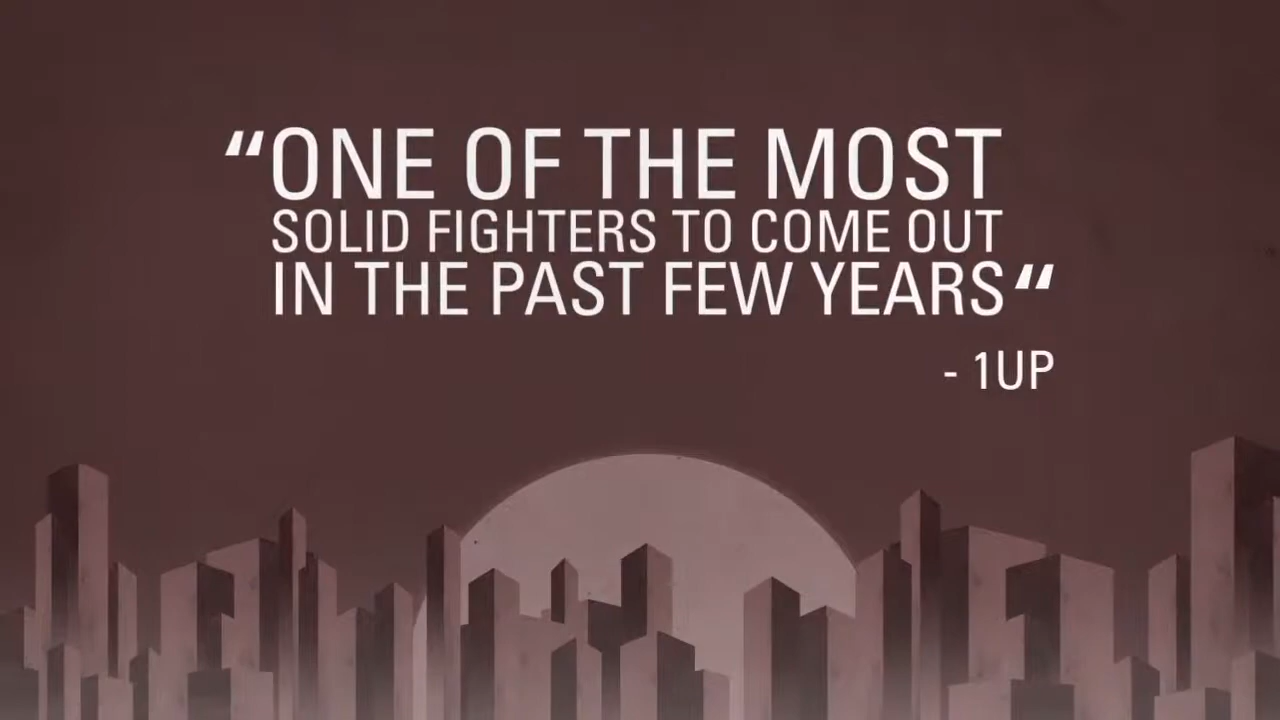 “ONE OF THE MOST
SOLID FIGHTERS TO COME OUT
IN THE PAST FEW YEARS“
- 1UP